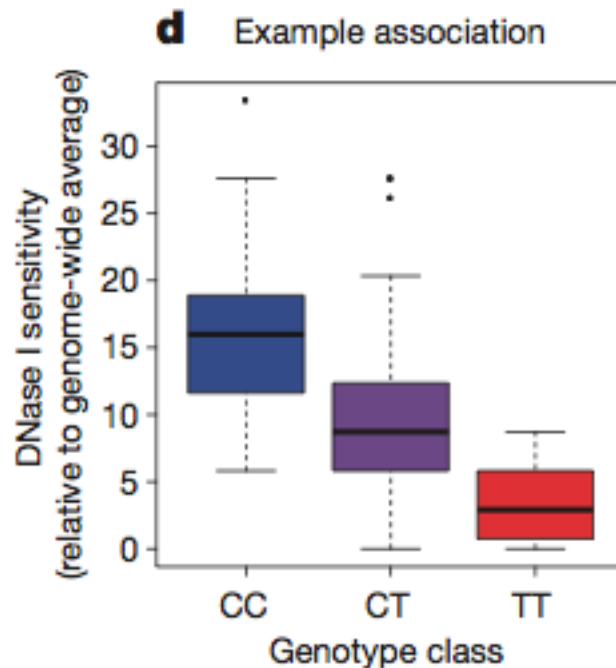 d Example association
DNase I sensitivity
(relative to genome-wide average)
30
25
20
15
10
5
0
CC CT TT
Genotype class